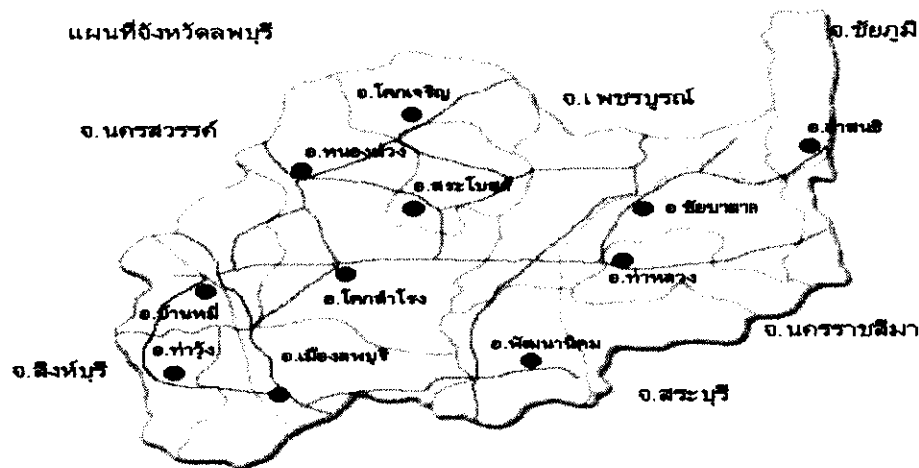 แผนที่จังหวัดลพบุรี
จ.ชัยภูมิ
อ.โคกเจริญ
จ.เพชรบูรณ์
จ.นครสวรรค์
อ.ลำสนธิ
อ.หนองม่วง
อ.สระโบสถ์
อ ชัยบาดาล
อ.ท่าหลวง
อ.โคกสำโรง
อ.บ้านหมี่
จ.นครราชสีมา
อ.พัฒนานิคม
อ.ท่าวุ้ง
อ.เมืองลพบุรี
จ.สิงห์บุรี
จ.สระบุรี